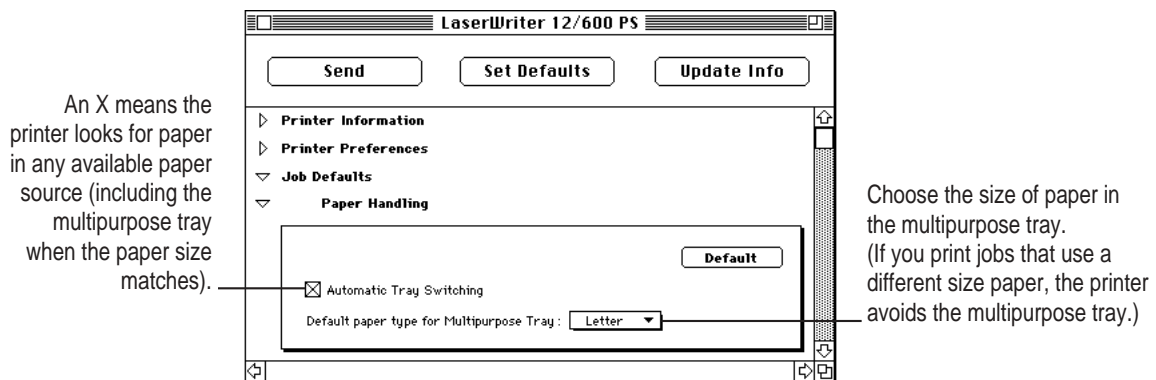 LaserWriter 12/600 PS
Send
Set Defaults
Update Info
An X means the
printer looks for paper
in any available paper
source (including the
multipurpose tray
when the paper size
matches).
Printer Information
Printer Preferences
Job Defaults
Paper Handling
Default
Automatic Tray Switching
Default paper type for Multipurpose Tray : Letter
Choose the size of paper in
the multipurpose tray.
(If you print jobs that use a
different size paper, the printer
avoids the multipurpose tray.)